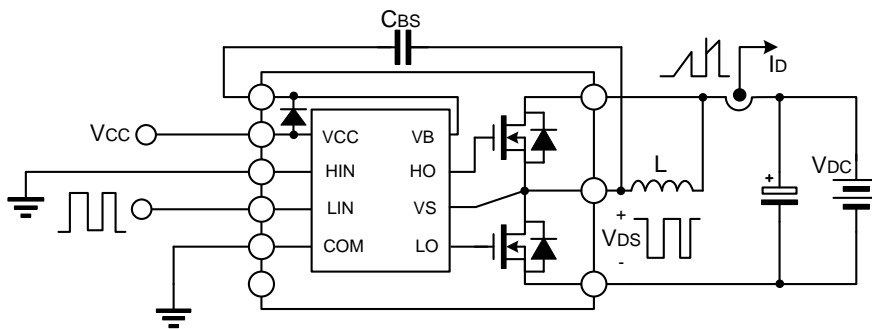 CBS
ID
VCC
VCC VB
HIN HO
LIN VS
COM LO
L
+
VDS
-
+
VDC